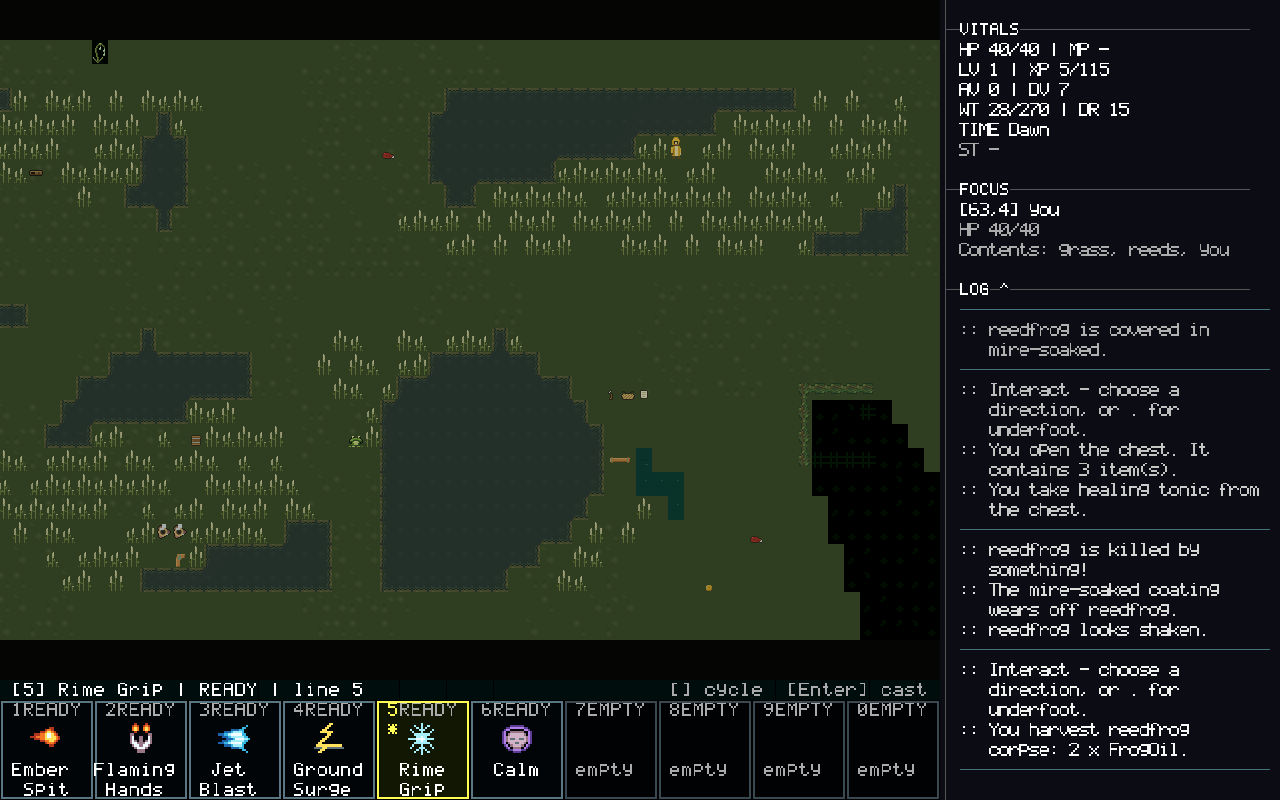 VITALS
HP 40/40 | MP -
LV 1 | XP 5/115
AV 0 | DV 7
WT 28/270 | DR 15
TIME Dawn
ST -
FOCUS
[63,4] You
HP 40/40
Contents: grass, reeds, You
LOG ^
:: reedfrog is covered in
mire-soaked.
:: Interact - choose a
direction, or . for
underfoot.
:: You open the chest. It
contains 3 item(s).
:: You take healing tonic from
the chest.
:: reedfrog is killed by
something!
:: The mire-soaked coating
wears off reedfrog.
:: reedfrog looks shaken.
:: Interact - choose a
direction, or . for
underfoot.
:: You harvest reedfrog
corpse: 2 x FrogOil.
[5] Rime Grip | READY | line 5
[] cycle [Enter] cast
1READY 2READY 3READY 4READY 5READY 6READY 7EMPTY 8EMPTY 9EMPTY 0EMPTY
*
Ember Flaming Jet Ground Rime Calm empty empty empty empty
Spit Hands Blast Surge Grip